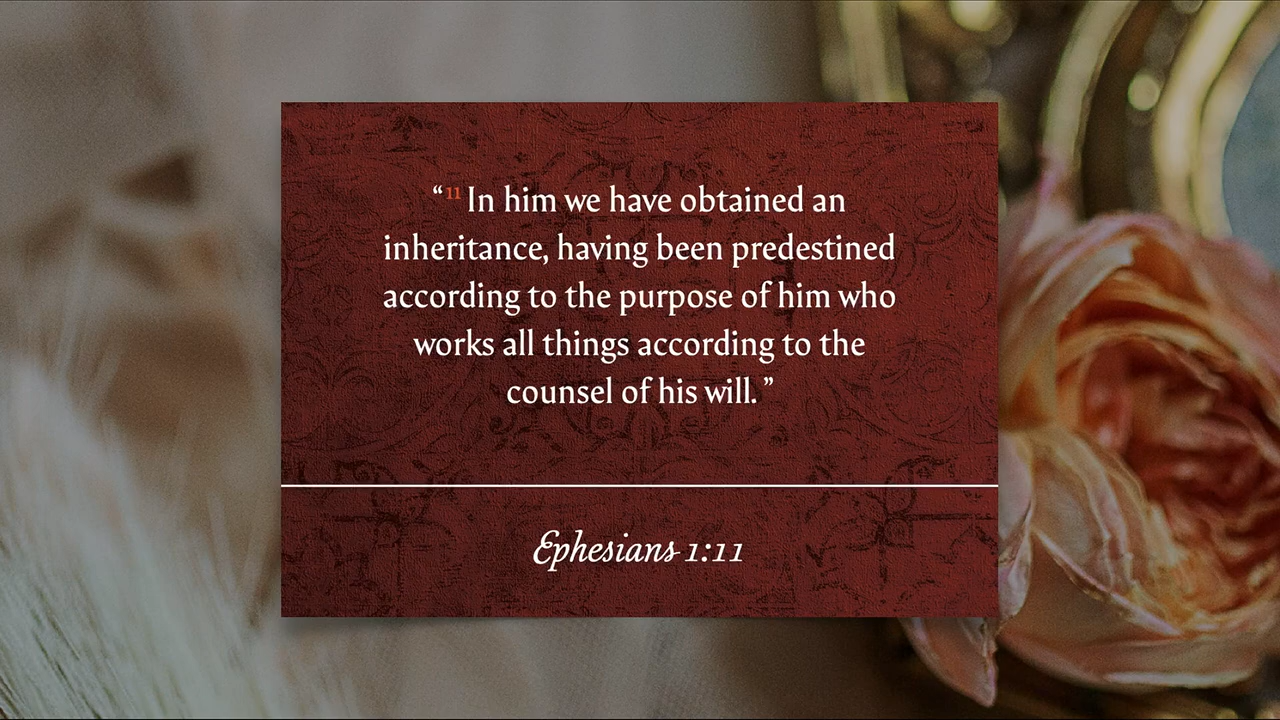 “11 In him we have obtained an
inheritance, having been predestined
according to the purpose of him who
works all things according to the
counsel of his will.”
Ephesians 1:11